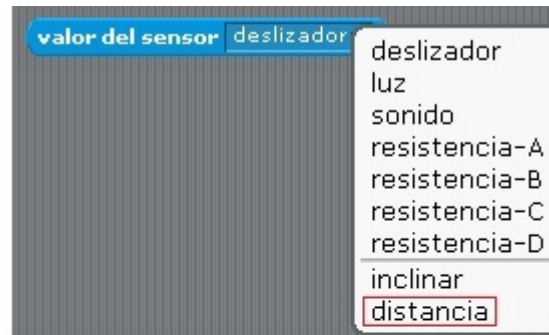 valor del sensor deslizador
deslizador
luz
sonido
resistencia-A
resistencia-B
resistencia-C
resistencia-D
inclinar
distancia